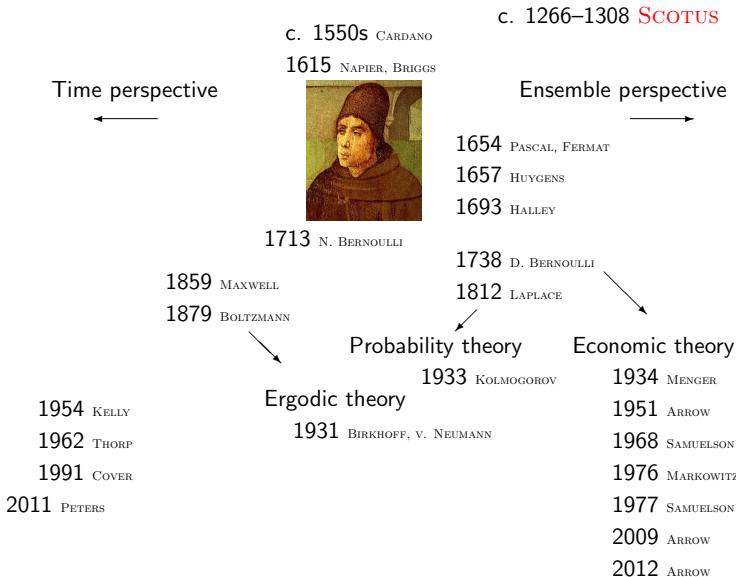 c. 1266–1308 Scotus
c. 1550s Cardano
1615 Napier, Briggs
Time perspective
Ensemble perspective
1654 Pascal, Fermat
1657 Huygens
1693 Halley
1713 N. Bernoulli
1738 D. Bernoulli
1859 Maxwell
1812 Laplace
1879 Boltzmann
Probability theory
Economic theory
1933 Kolmogorov
1934 Menger
Ergodic theory
1954 Kelly
1951 Arrow
1931 Birkhoff, v. Neumann
1962 Thorp
1968 Samuelson
1991 Cover
1976 Markowitz
2011 Peters
1977 Samuelson
2009 Arrow
2012 Arrow